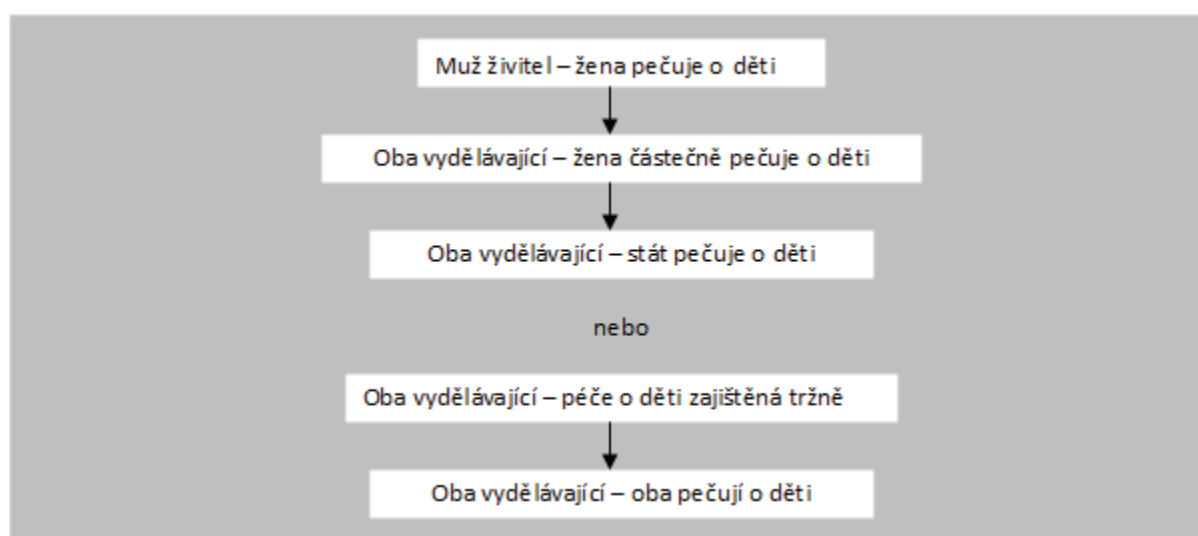 Muž živitel – žena pečuje o děti
Oba vydělávající – žena částečně pečuje o děti
Oba vydělávající – stát pečuje o děti
nebo
Oba vydělávající – péče o děti zajištěná tržně
Oba vydělávající – oba pečují o děti